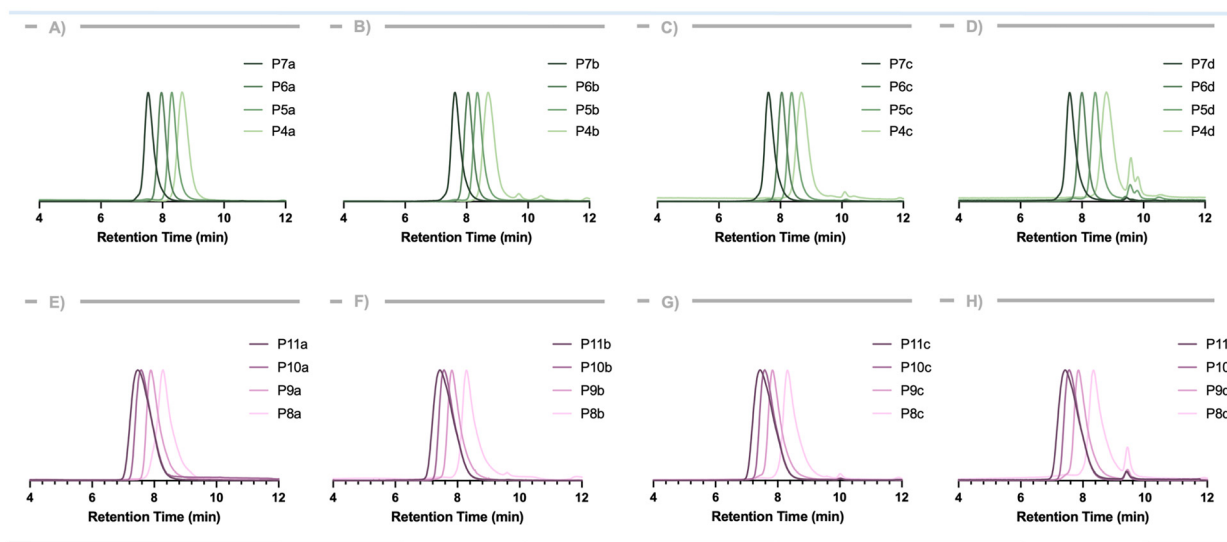 A)
P7a
P6a
P5a
P4a
4 6 8 10 12
Retention Time (min)
B)
P7b
P6b
P5b
P4b
4 6 8 10 12
Retention Time (min)
C)
P7c
P6c
P5c
P4c
4 6 8 10 12
Retention Time (min)
D)
P7d
P6d
P5d
P4d
4 6 8 10 12
Retention Time (min)
E)
P11a
P10a
P9a
P8a
4 6 8 10 12
Retention Time (min)
F)
P11b
P10b
P9b
P8b
4 6 8 10 12
Retention Time (min)
G)
P11c
P10c
P9c
P8c
4 6 8 10 12
Retention Time (min)
H)
P11
P10
P9
P8
4 6 8 10 12
Retention Time (min)